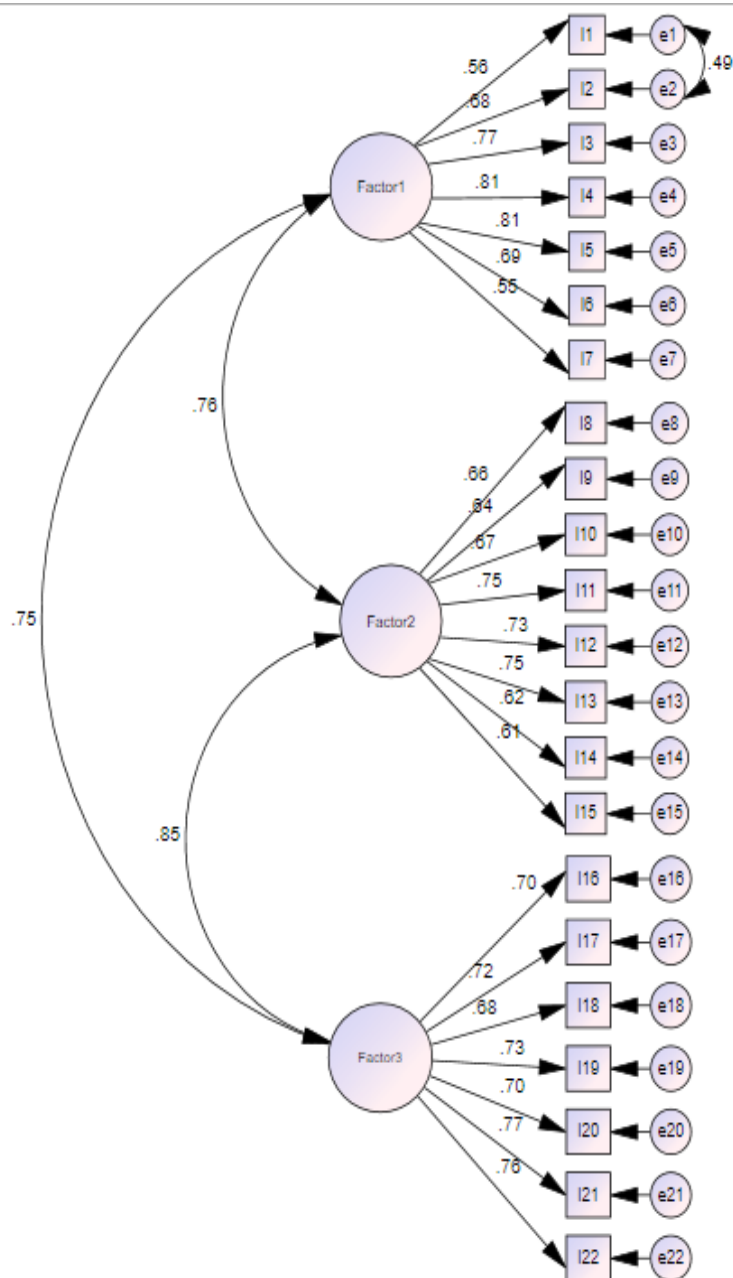 I1 e1
.49
.56
I2 e2
.68
I3 e3
.77
Factor1
.81
I4 e4
.81
I5 e5
.69
.55
I6 e6
I7 e7
.76
I8 e8
.66
I9 e9
.64
I10 e10
.67
.75
I11 e11
Factor2
.75
.73
I12 e12
.75
I13 e13
.62
.61
I14 e14
I15 e15
.85
I16 e16
.70
I17 e17
.72
I18 e18
.68
Factor3
.73
I19 e19
.70
I20 e20
.77
.76
I21 e21
I22 e22